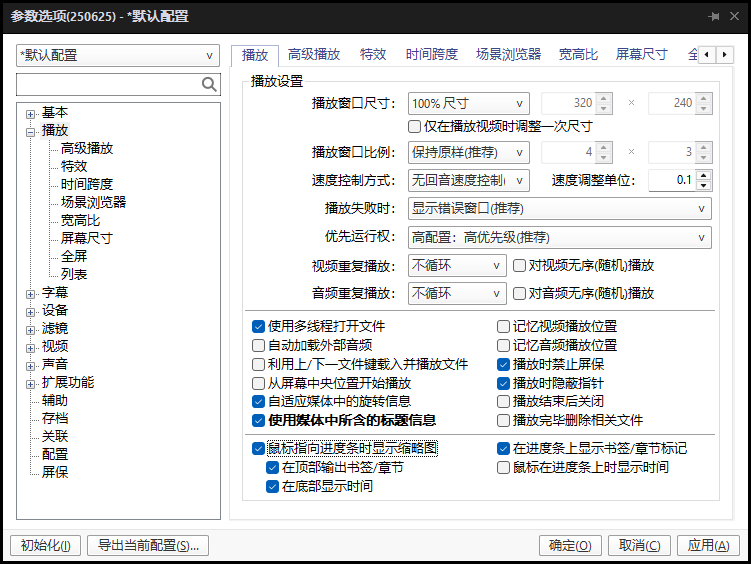 参数选项(250625) - *默认配置
*默认配置
基本
播放
高级播放
特效
时间跨度
场景浏览器
宽高比
屏幕尺寸
全屏
列表
字幕
设备
滤镜
视频
声音
扩展功能
辅助
存档
关联
配置
屏保
播放 高级播放 特效 时间跨度 场景浏览器 宽高比 屏幕尺寸
播放设置
播放窗口尺寸： 100% 尺寸 320 × 240
仅在播放视频时调整一次尺寸
播放窗口比例： 保持原样(推荐) 4 × 3
速度控制方式： 无回音速度控制( 速度调整单位： 0.1
播放失败时： 显示错误窗口(推荐)
优先运行权： 高配置：高优先级(推荐)
视频重复播放： 不循环 对视频无序(随机)播放
音频重复播放： 不循环 对音频无序(随机)播放
使用多线程打开文件 记忆视频播放位置
自动加载外部音频 记忆音频播放位置
利用上/下一文件键载入并播放文件 播放时禁止屏保
从屏幕中央位置开始播放 播放时隐蔽指针
自适应媒体中的旋转信息 播放结束后关闭
使用媒体中所含的标题信息 播放完毕删除相关文件
鼠标指向进度条时显示缩略图 在进度条上显示书签/章节标记
在顶部输出书签/章节 鼠标在进度条上时显示时间
在底部显示时间
初始化(I) 导出当前配置(S)... 确定(O) 取消(C) 应用(A)